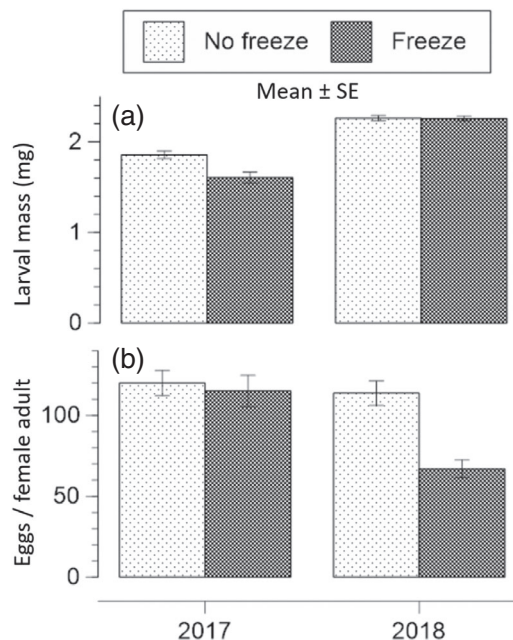 No freeze Freeze
Mean ± SE
(a)
Larval mass (mg)
2
1
0
(b)
Eggs / female adult
100
50
0
2017 2018